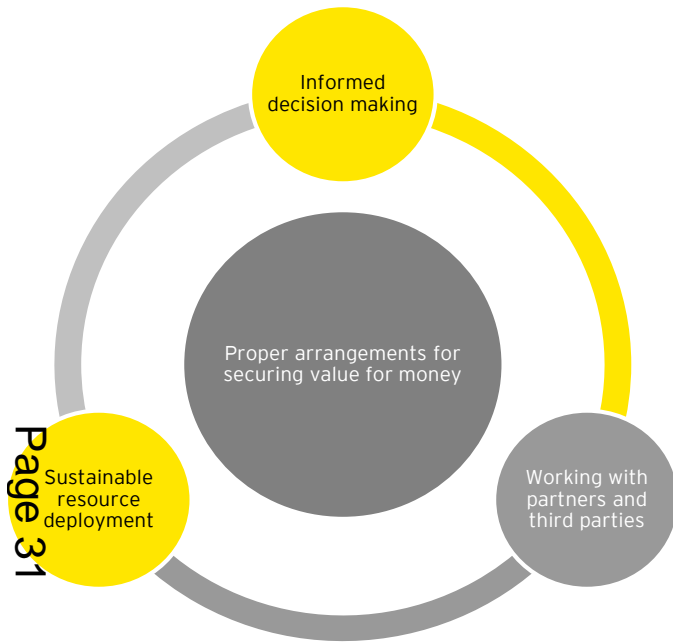 Informed
decision making
Proper arrangements for
securing value for money
Sustainable
resource
deployment
Working with
partners and
third parties
Page 31